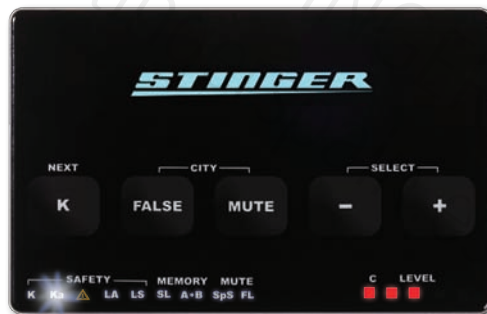 STINGER
NEXT CITY SELECT
K FALSE MUTE - +
SAFETY MEMORY MUTE C LEVEL
K Ka ⚠ LA LS SL A•B SpS FL